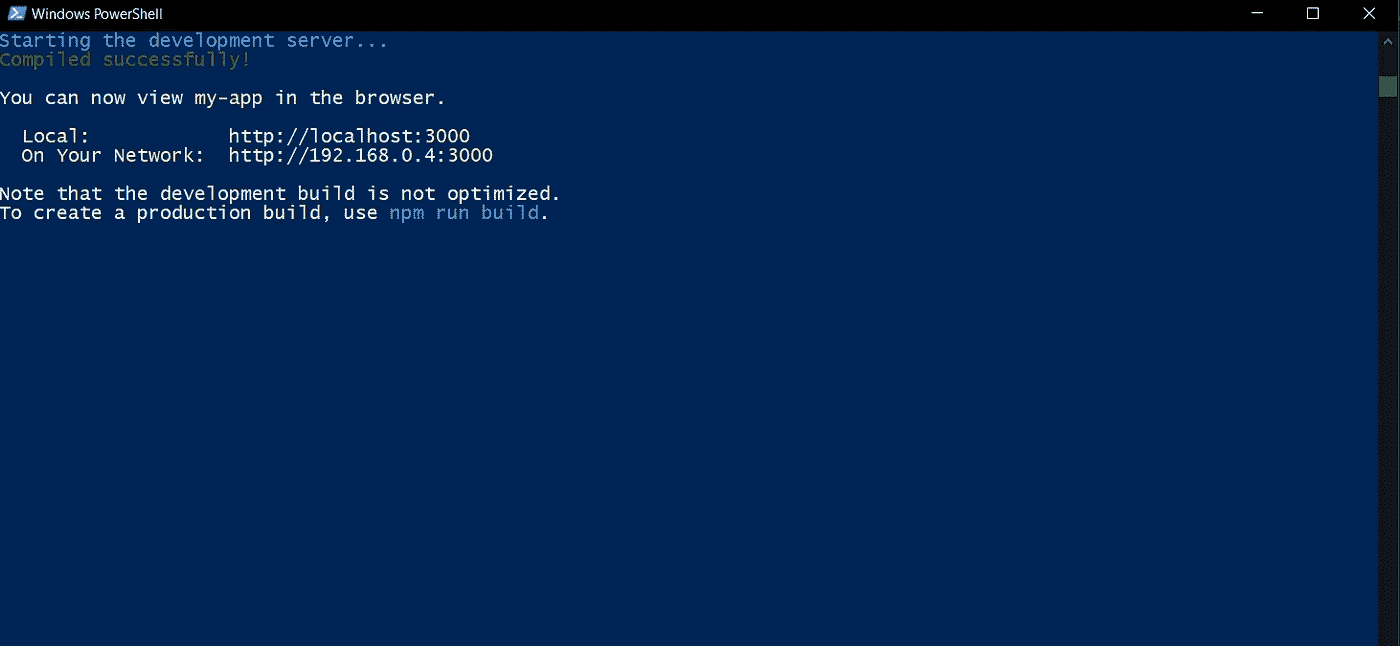 Windows PowerShell
Starting the development server...
Compiled successfully!
You can now view my-app in the browser.
Local: http://localhost:3000
On Your Network: http://192.168.0.4:3000
Note that the development build is not optimized.
To create a production build, use npm run build.